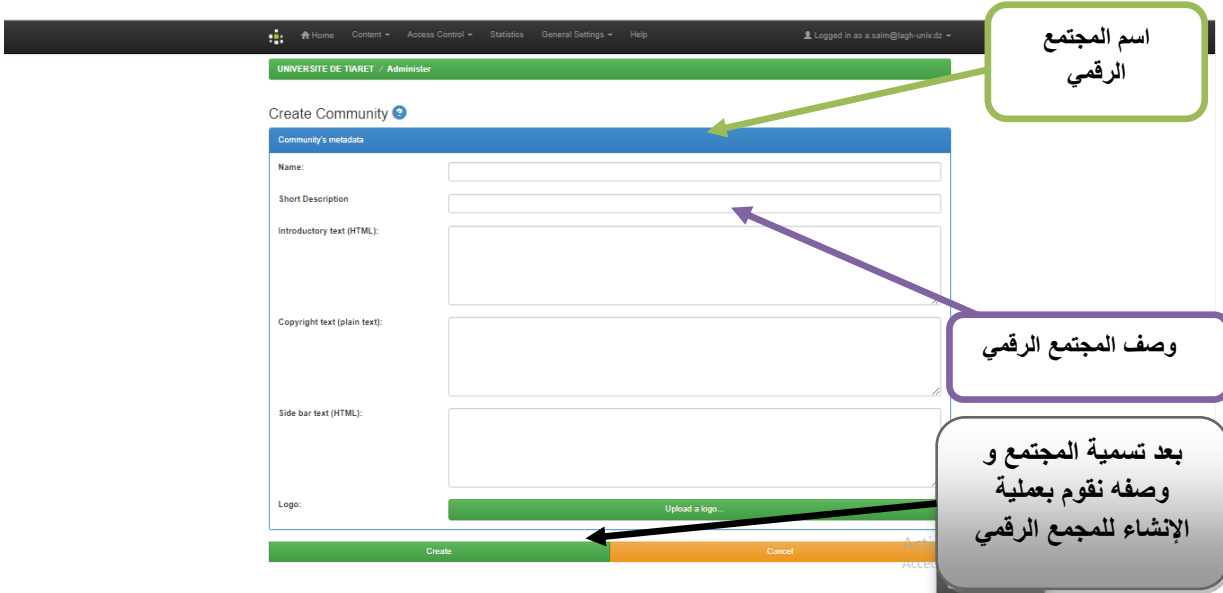 Home Content Access Control Statistics General Settings Help Logged in as a.saim@lagh-univ.dz
اسم المجتمع
الرقمي
UNIVERSITE DE TIARET / Administer
Create Community ?
Community's metadata
Name:
Short Description
Introductory text (HTML):
Copyright text (plain text):
وصف المجتمع الرقمي
Side bar text (HTML):
بعد تسمية المجتمع و
وصفه نقوم بعملية
الإنشاء للمجمع الرقمي
Logo:
Upload a logo...
Create
Cancel